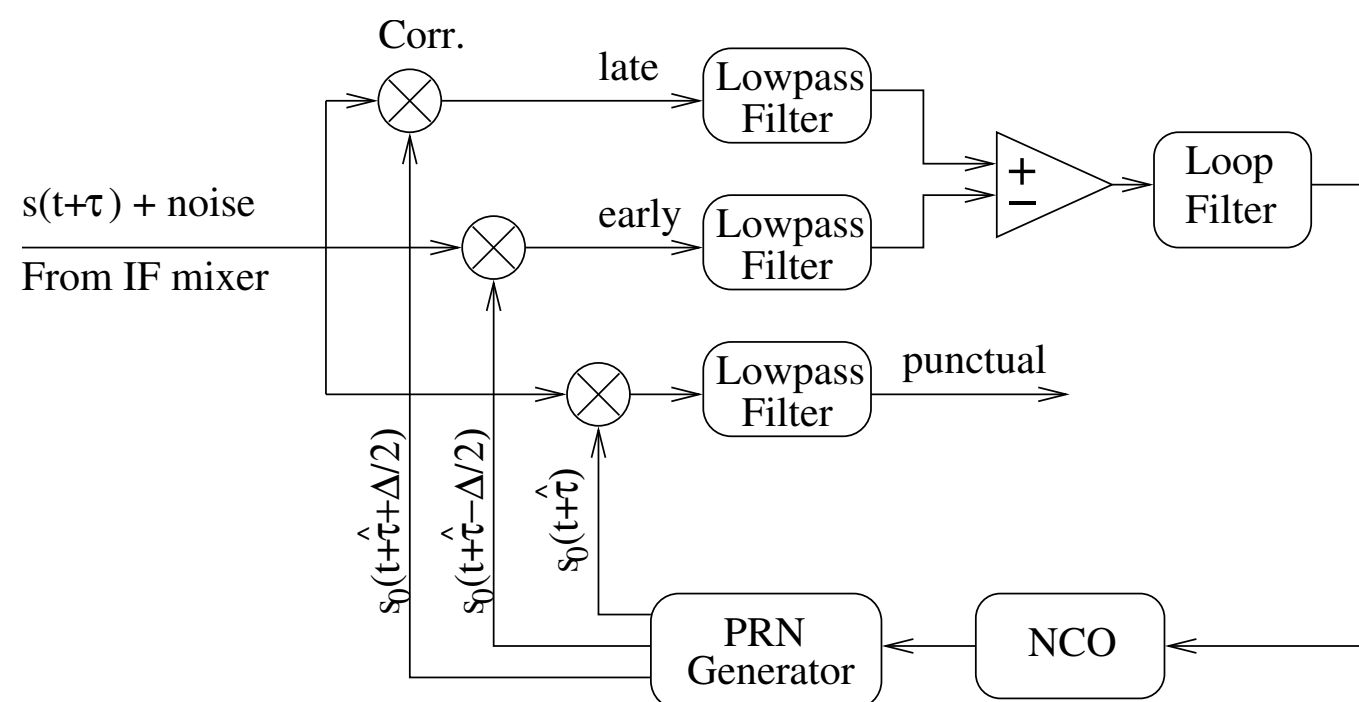 Corr.
late
Lowpass
Filter
+
−
Loop
Filter
s(t+τ) + noise
From IF mixer
early
Lowpass
Filter
punctual
Lowpass
Filter
s₀(t+τ̂+Δ/2)
s₀(t+τ̂−Δ/2)
s₀(t+τ̂)
PRN
Generator
NCO